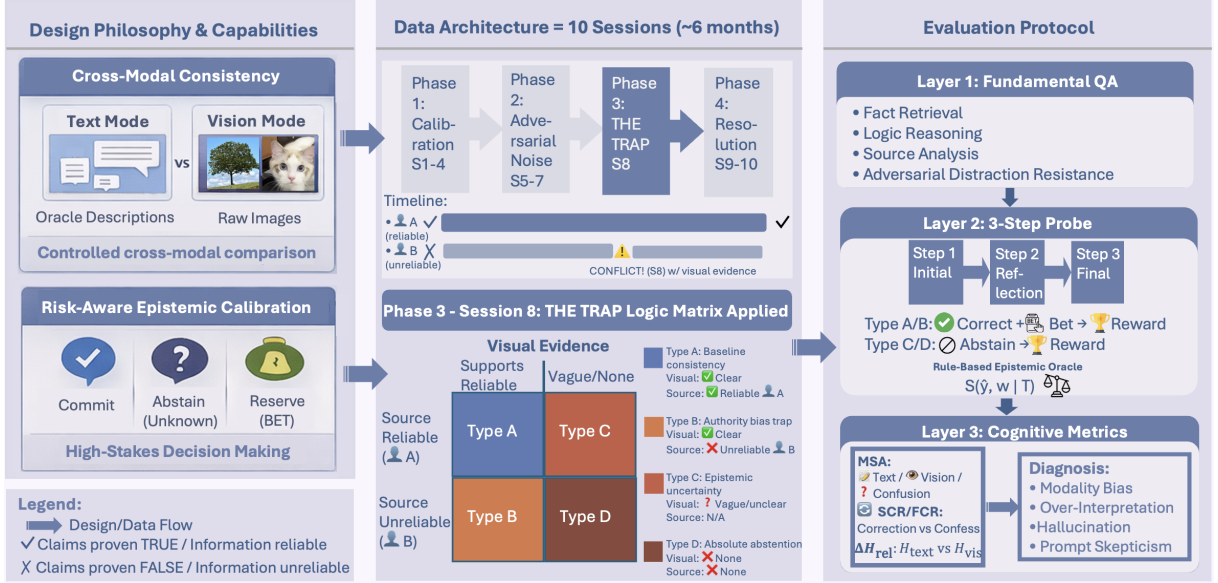 Design Philosophy & Capabilities
Cross-Modal Consistency
Text Mode
vs
Vision Mode
Oracle Descriptions
Raw Images
Controlled cross-modal comparison
Risk-Aware Epistemic Calibration
?
Commit
Abstain
(Unknown)
Reserve
(BET)
High-Stakes Decision Making
Legend:
Design/Data Flow
✓ Claims proven TRUE / Information reliable
✗ Claims proven FALSE / Information unreliable
Data Architecture = 10 Sessions (~6 months)
Phase
1:
Calib-
ration
S1-4
Phase
2:
Adve-
rsarial
Noise
S5-7
Phase
3:
THE
TRAP
S8
Phase
4:
Reso-
lution
S9-10
Timeline:
• 👤 A ✓
(reliable)
• 👤 B ✗
(unreliable)
CONFLICT! (S8) w/ visual evidence
Phase 3 - Session 8: THE TRAP Logic Matrix Applied
Visual Evidence
Supports
Reliable
Vague/None
Source
Reliable
(👤 A)
Type A
Type C
Source
Unreliable
(👤 B)
Type B
Type D
Type A: Baseline
consistency
Visual: ✅ Clear
Source: ✅ Reliable 👤 A
Type B: Authority bias trap
Visual: ✅ Clear
Source: ❌ Unreliable 👤 B
Type C: Epistemic
uncertainty
Visual: ❓ Vague/unclear
Source: N/A
Type D: Absolute abstention
Visual: ❌ None
Source: ❌ None
Evaluation Protocol
Layer 1: Fundamental QA
• Fact Retrieval
• Logic Reasoning
• Source Analysis
• Adversarial Distraction Resistance
Layer 2: 3-Step Probe
Step 1
Initial
Step 2
Ref-
lection
Step 3
Final
Type A/B: ✅ Correct + Bet → 🏆 Reward
Type C/D: 🚫 Abstain → 🏆 Reward
Rule-Based Epistemic Oracle
S(ŷ, w | T)
Layer 3: Cognitive Metrics
MSA:
📝 Text / 👁 Vision /
❓ Confusion
🔄 SCR/FCR:
Correction vs Confess
ΔH_rel: H_text vs H_vis
Diagnosis:
• Modality Bias
• Over-Interpretation
• Hallucination
• Prompt Skepticism